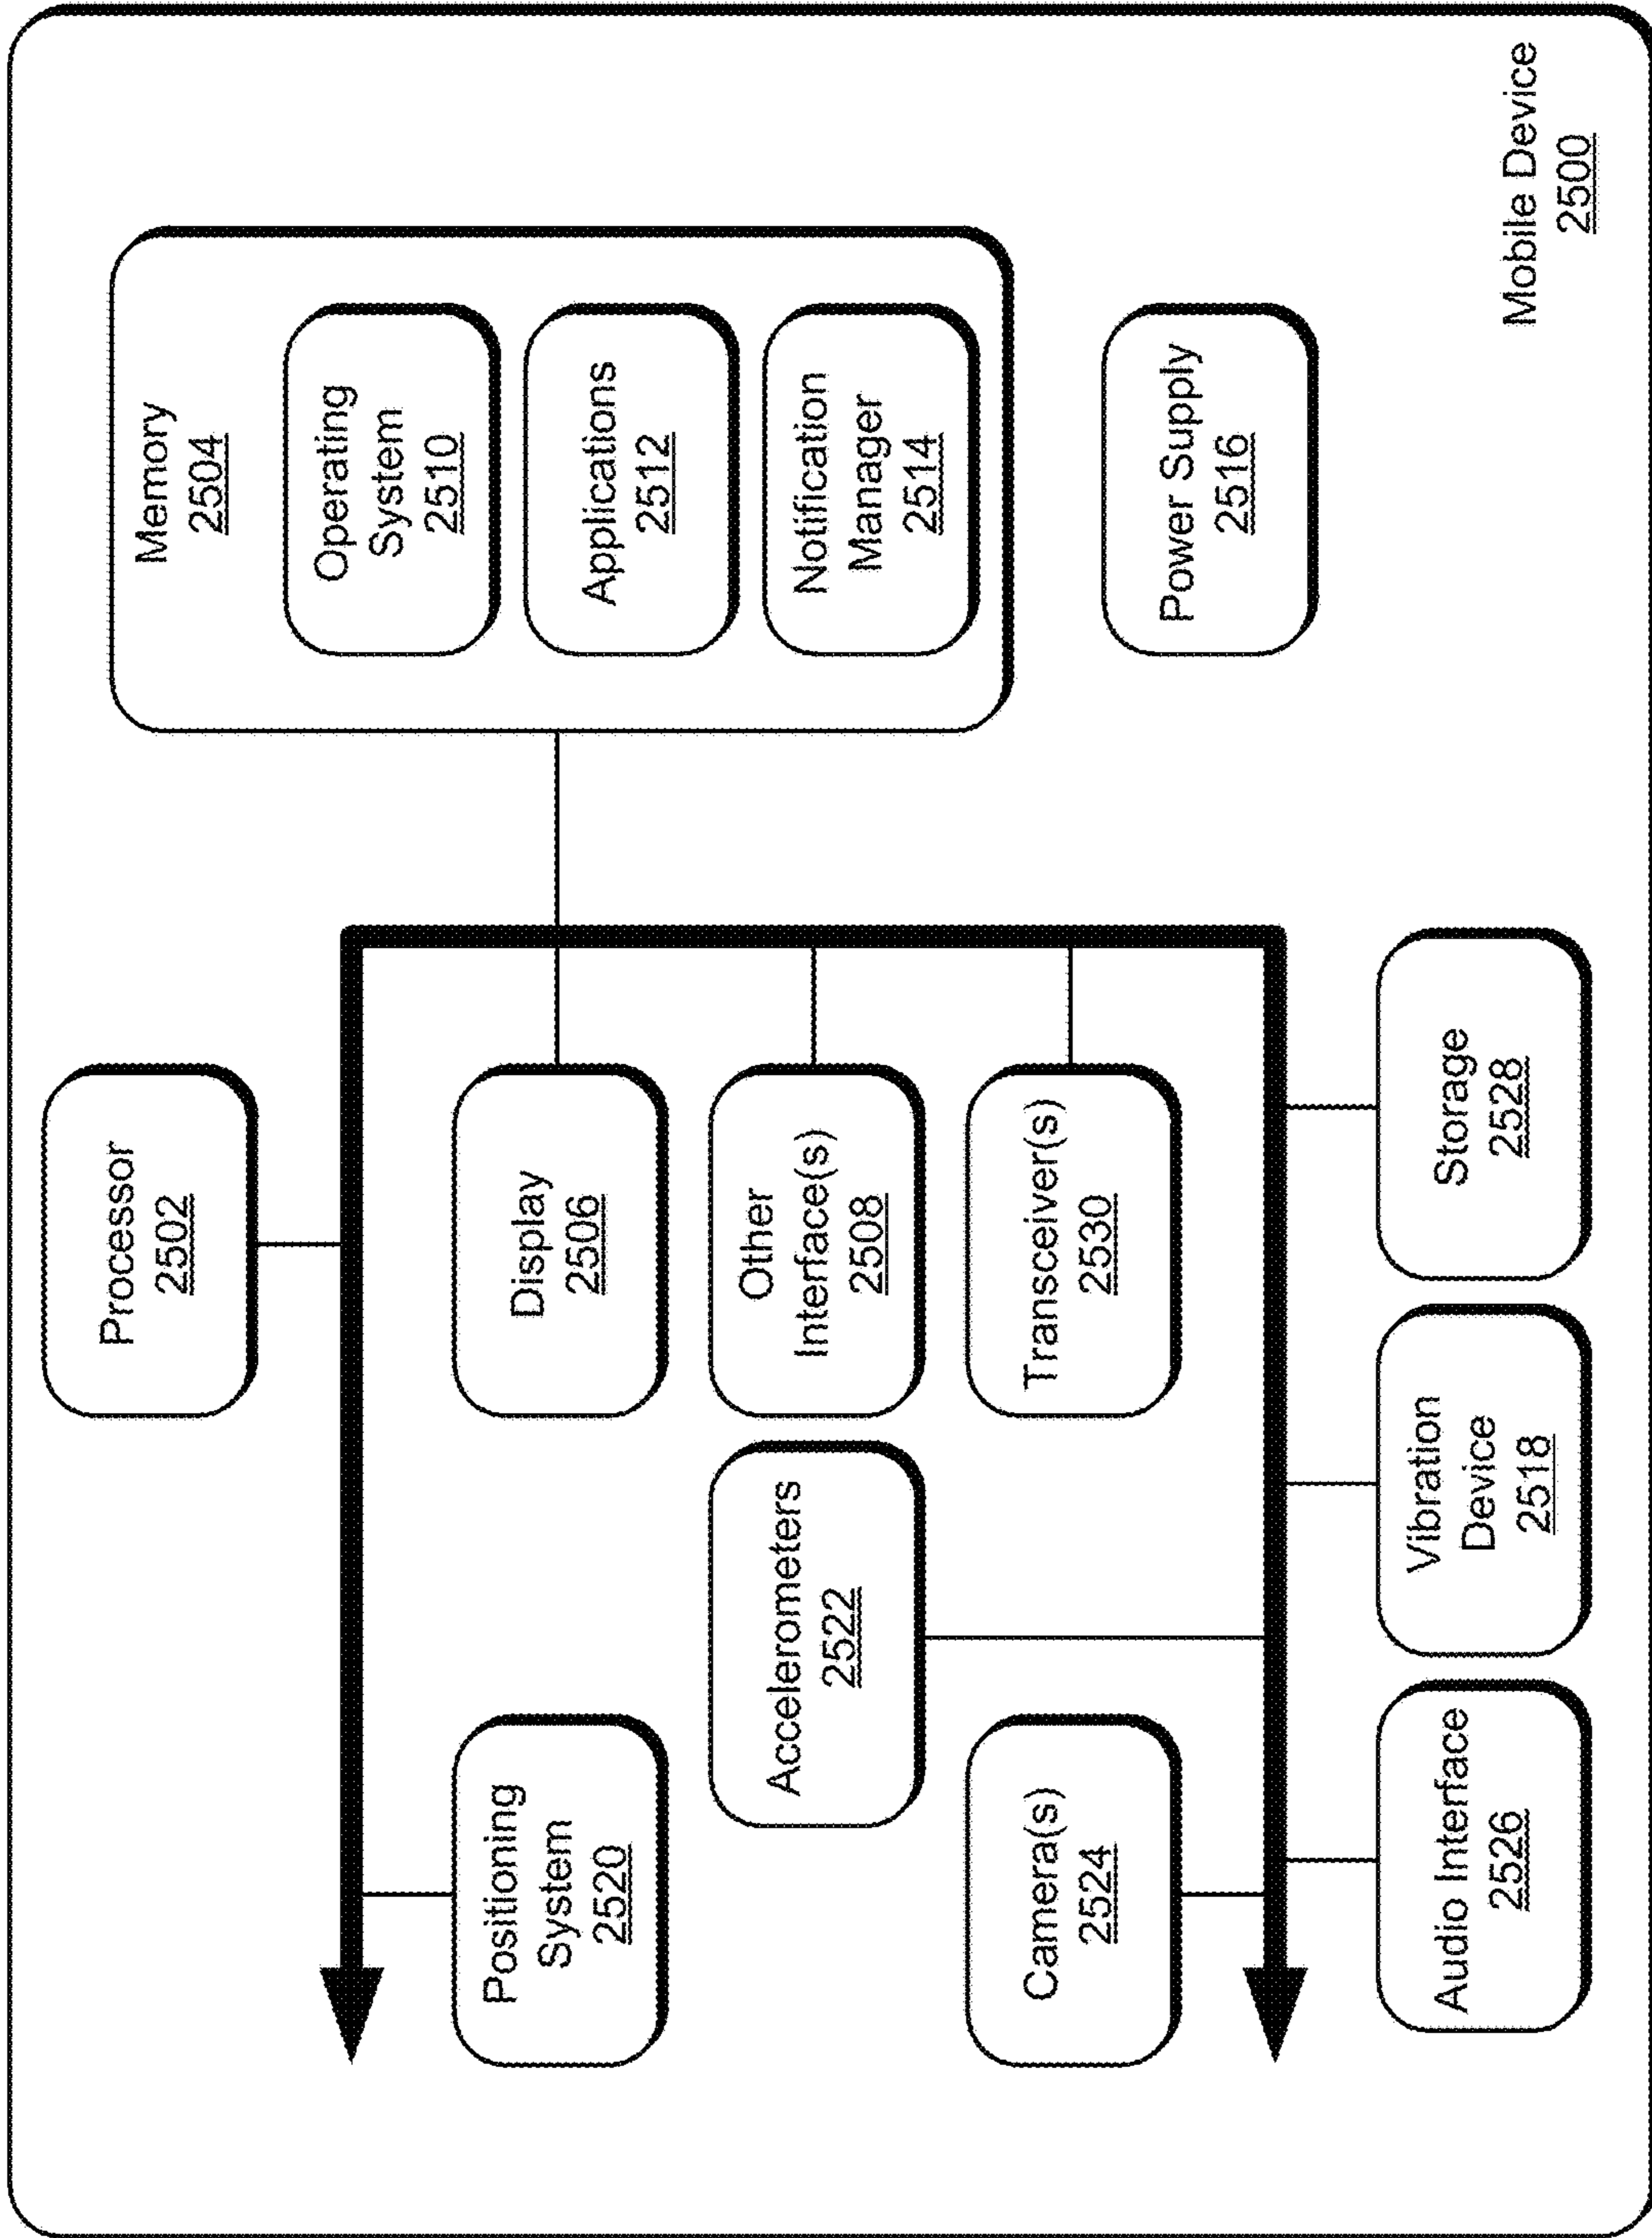 Processor
2502
Memory
2504
Operating
System
2510
Positioning
System
2520
Display
2506
Applications
2512
Accelerometers
2522
Other
Interface(s)
2508
Notification
Manager
2514
Camera(s)
2524
Transceiver(s)
2530
Power Supply
2516
Audio Interface
2526
Vibration
Device
2518
Storage
2528
Mobile Device
2500